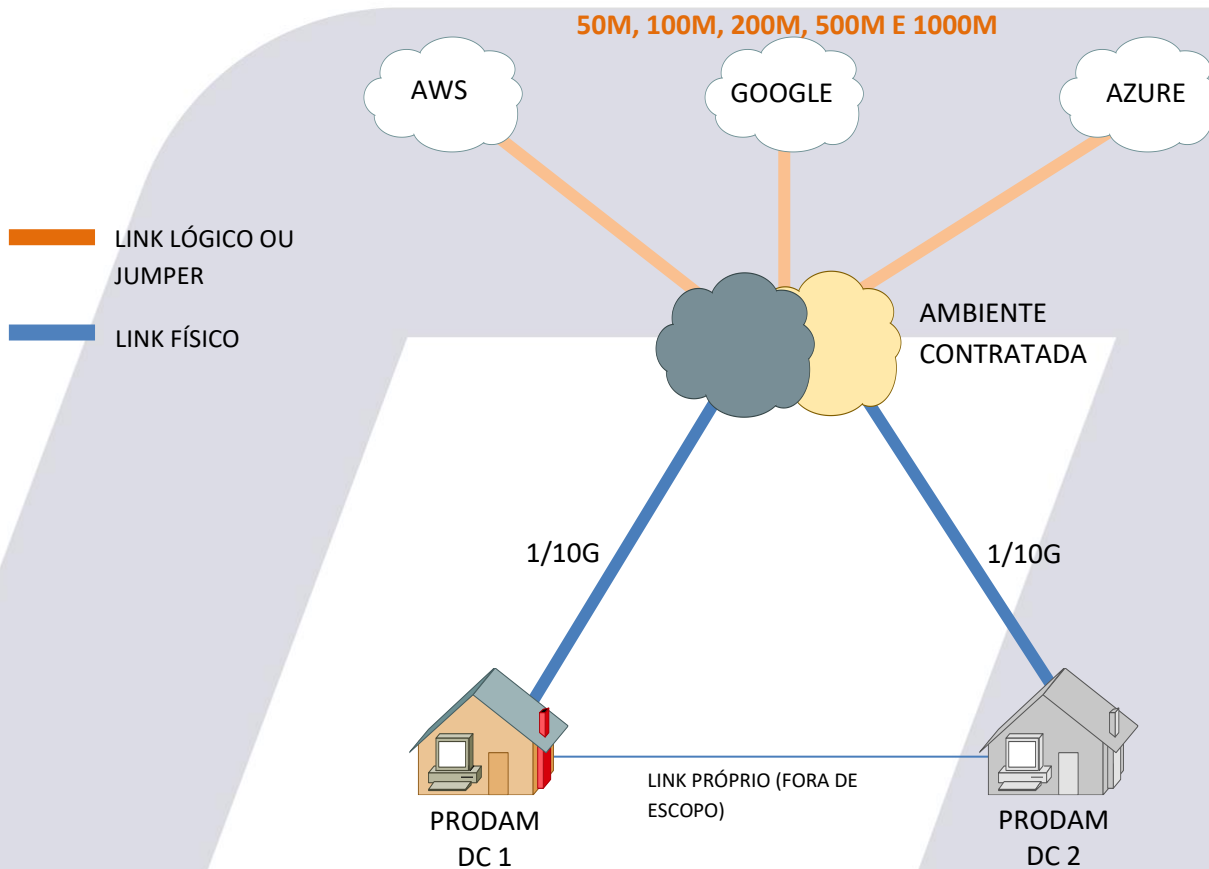 50M, 100M, 200M, 500M E 1000M
AWS
GOOGLE
AZURE
LINK LÓGICO OU
JUMPER
LINK FÍSICO
AMBIENTE
CONTRATADA
1/10G
1/10G
LINK PRÓPRIO (FORA DE
ESCOPO)
PRODAM
DC 1
PRODAM
DC 2